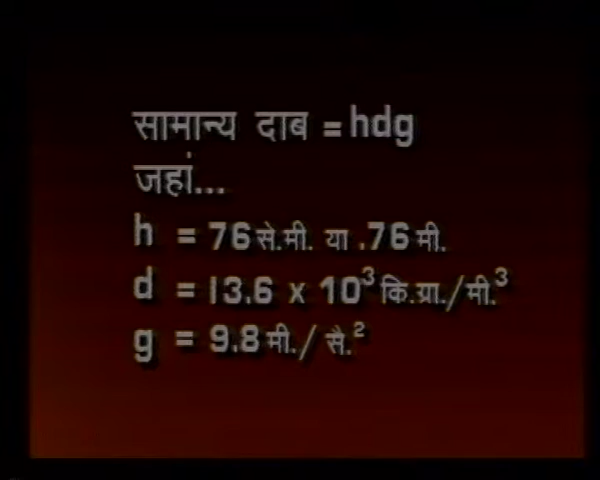 सामान्य दाब = hdg
जहां...
h = 76 से.मी. या .76 मी.
d = 13.6 x 10³ कि.ग्रा./मी.³
g = 9.8 मी./ सै.²